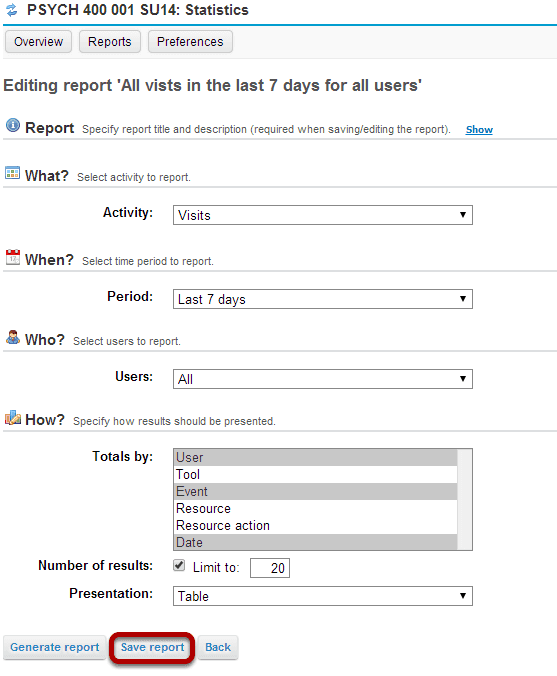 PSYCH 400 001 SU14: Statistics
Overview Reports Preferences
Editing report 'All vists in the last 7 days for all users'
Report Specify report title and description (required when saving/editing the report). Show
What? Select activity to report.
Activity: Visits
When? Select time period to report.
Period: Last 7 days
Who? Select users to report.
Users: All
How? Specify how results should be presented.
Totals by: User
Tool
Event
Resource
Resource action
Date
Number of results: Limit to: 20
Presentation: Table
Generate report Save report Back